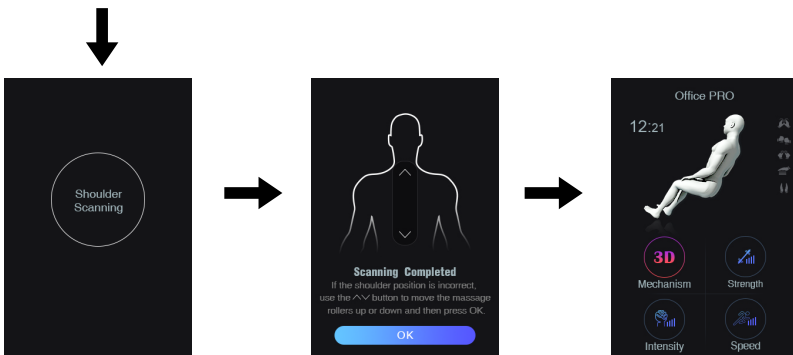 Shoulder
Scanning
Scanning Completed
If the shoulder position is incorrect,
use the ︿﹀ button to move the massage
rollers up or down and then press OK.
OK
Office PRO
12:21
3D
Mechanism
Strength
Intensity
Speed